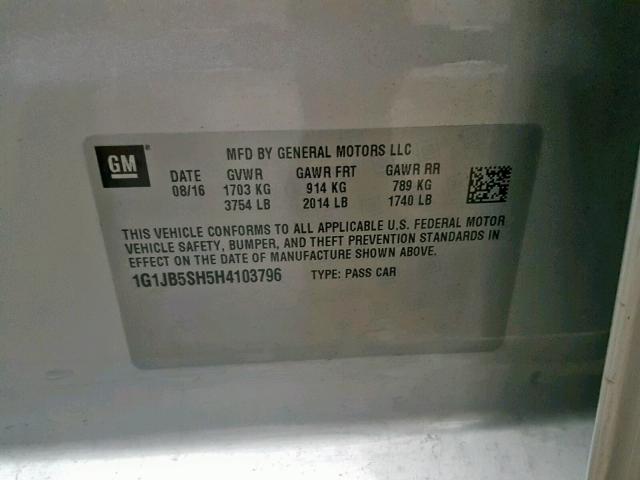 GM ®
MFD BY GENERAL MOTORS LLC
DATE GVWR GAWR FRT GAWR RR
08/16 1703 KG 914 KG 789 KG
3754 LB 2014 LB 1740 LB
THIS VEHICLE CONFORMS TO ALL APPLICABLE U.S. FEDERAL MOTOR
VEHICLE SAFETY, BUMPER, AND THEFT PREVENTION STANDARDS IN
EFFECT ON THE DATE OF MANUFACTURE SHOWN ABOVE.
1G1JB5SH5H4103796 TYPE: PASS CAR